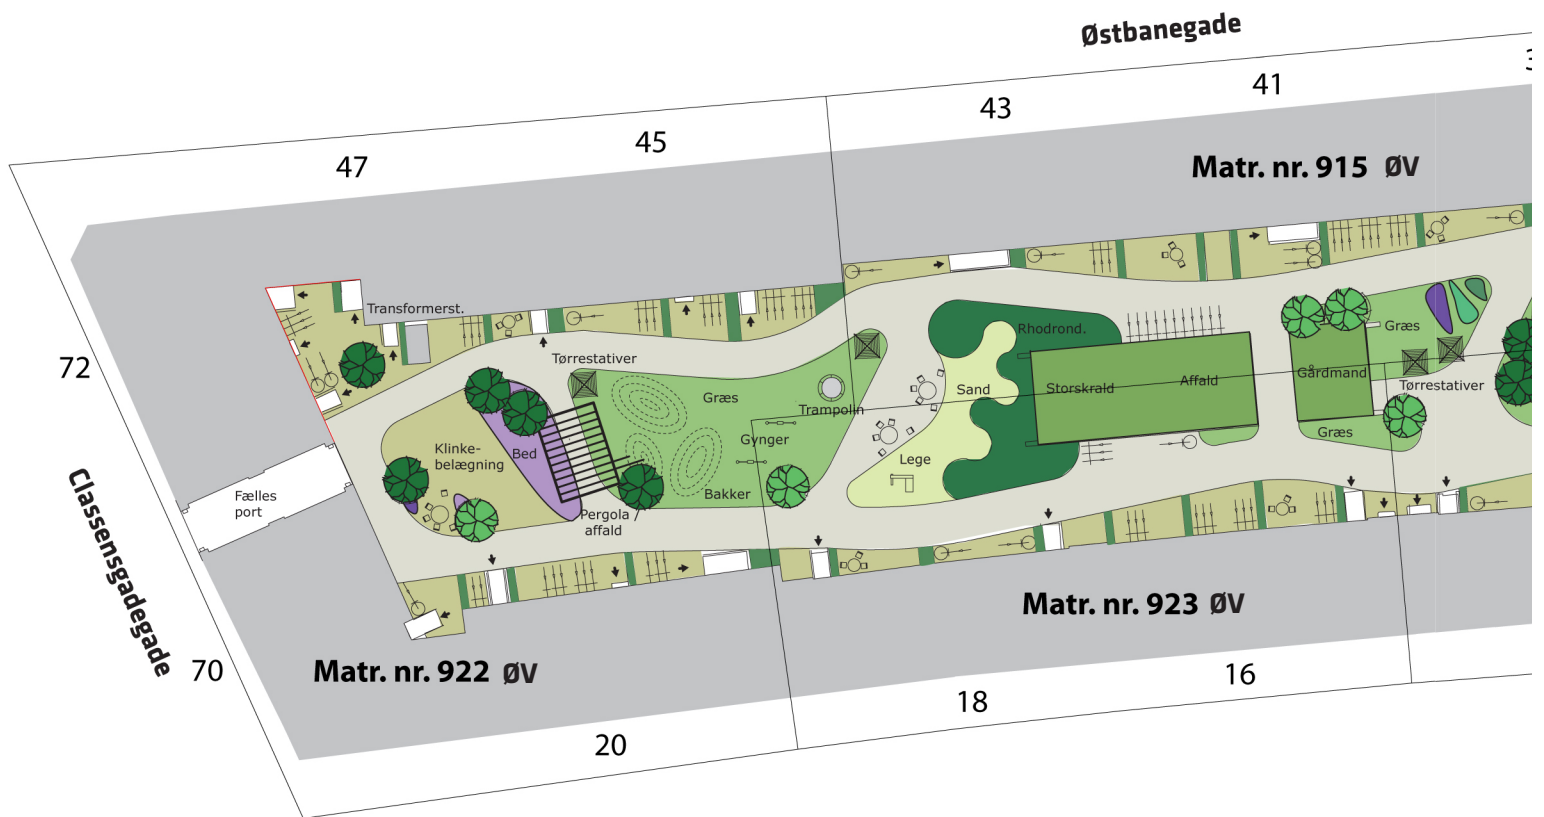 Østbanegade
41
43
45
47
Matr. nr. 915 ØV
Transformerst.
Rhodrond.
Græs
72
Tørrestativer
Gårdmand
Storskrald
Affald
Tørrestativer
Sand
Græs
Trampolin
Gynger
Græs
Klinke-
belægning
Bed
Lege
Bakker
Fælles
port
Pergola /
affald
Classensgadegade
Matr. nr. 923 ØV
70
Matr. nr. 922 ØV
16
18
20